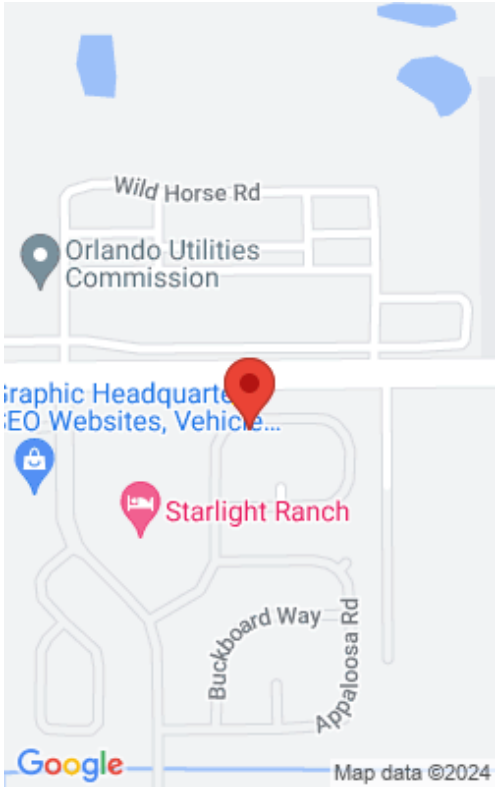 Wild Horse Rd
Orlando Utilities
Commission
Graphic Headquarte
SEO Websites, Vehicle...
Starlight Ranch
Buckboard Way
Appaloosa Rd
Google
Map data ©2024